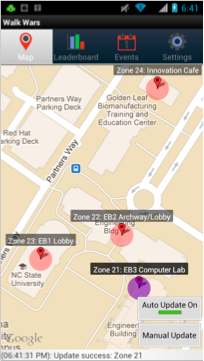 6:41
Walk Wars
Map
Leaderboard
Events
Settings
Zone 24: Innovation Cafe
Golden Leaf
Biomanufacturing
Training and
Education Center
Partners Way
Parking
Red Hat
Parking Deck
Partners Way
Zone 22: EB2 Archway/Lobby
Engineering
Bldg
Zone 23: EB1 Lobby
NC State
University
Zone 21: EB3 Computer Lab
Auto Update On
Manual Update
Google
Engine
Building
(06:41:31 PM): Update success: Zone 21